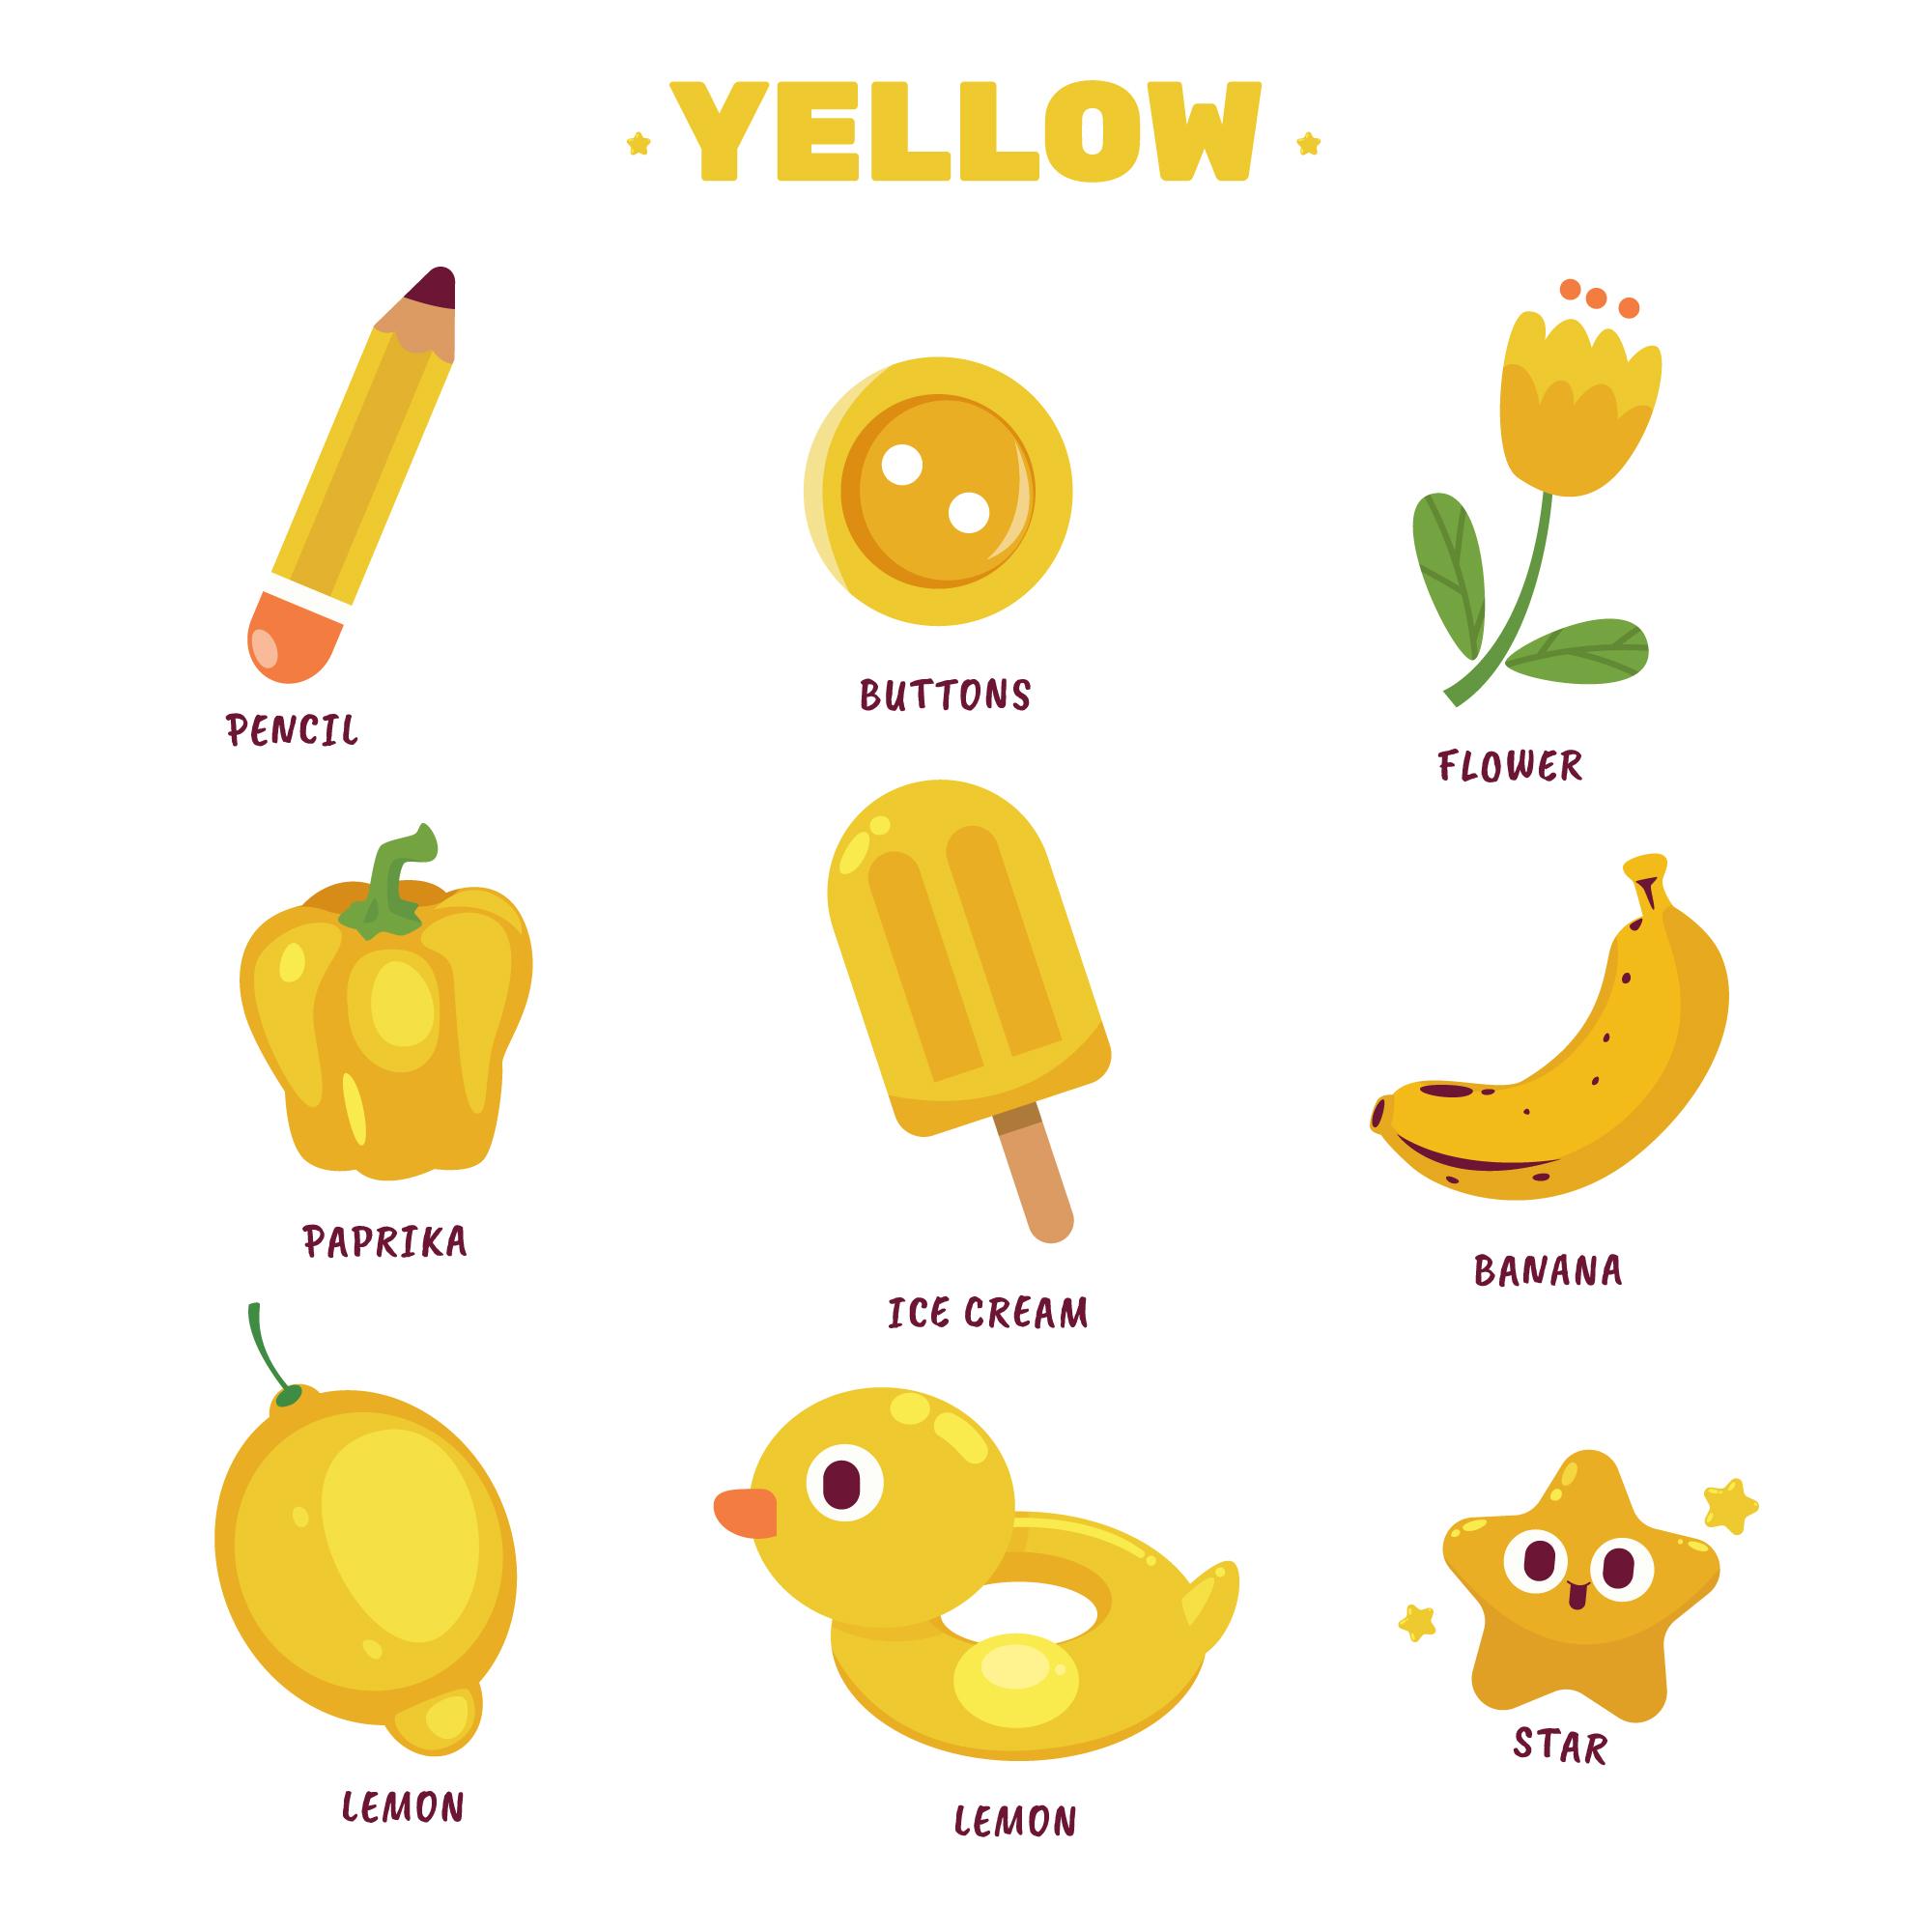 YELLOW
PENCIL
BUTTONS
FLOWER
PAPRIKA
ICE CREAM
BANANA
LEMON
LEMON
STAR